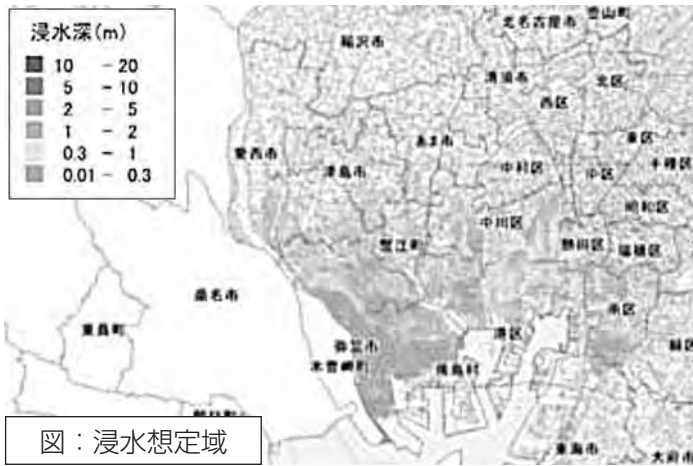 浸水深(m)
10 - 20
5 - 10
2 - 5
1 - 2
0.3 - 1
0.01 - 0.3
稲沢市
北名古屋市
豊山町
清須市
北区
西区
愛西市
津島市
あま市
東区
中村区
中区
千種区
昭和区
中川区
蟹江町
熱田区
瑞穂区
桑名市
東員町
弥富市
港区
南区
緑区
木曽岬町
飛島村
東海市
大府市
図：浸水想定域